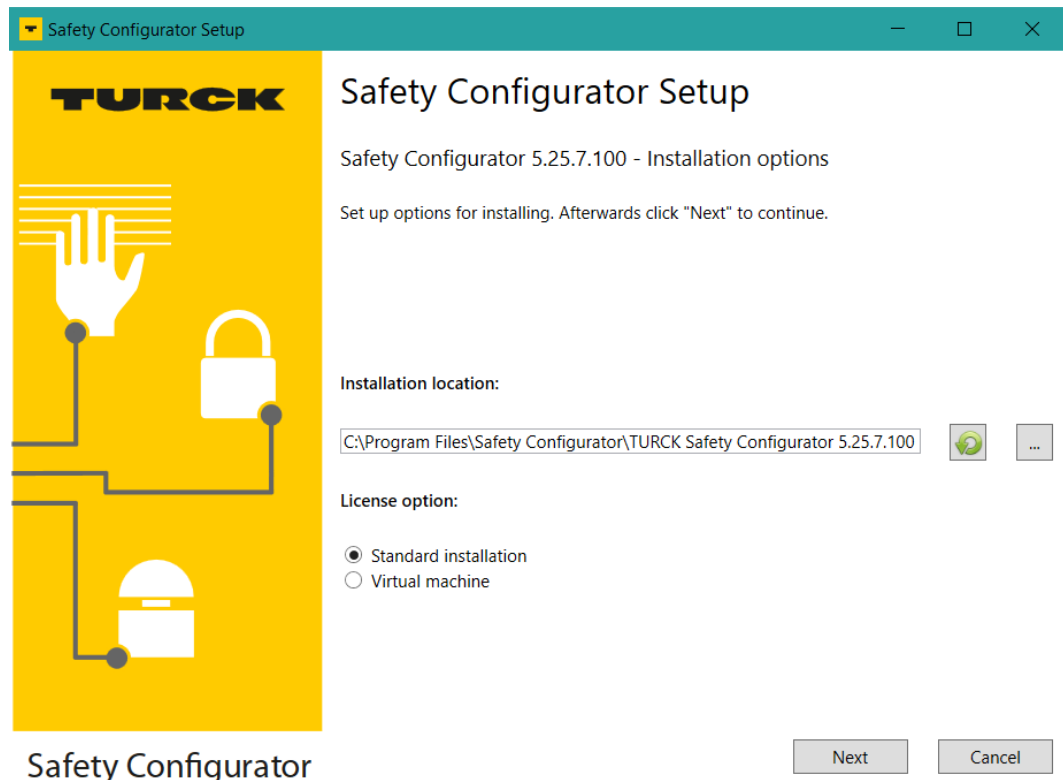 Safety Configurator Setup
TURCK
Safety Configurator Setup
Safety Configurator 5.25.7.100 - Installation options
Set up options for installing. Afterwards click "Next" to continue.
Installation location:
C:\Program Files\Safety Configurator\TURCK Safety Configurator 5.25.7.100
...
License option:
Standard installation
Virtual machine
Safety Configurator
Next
Cancel